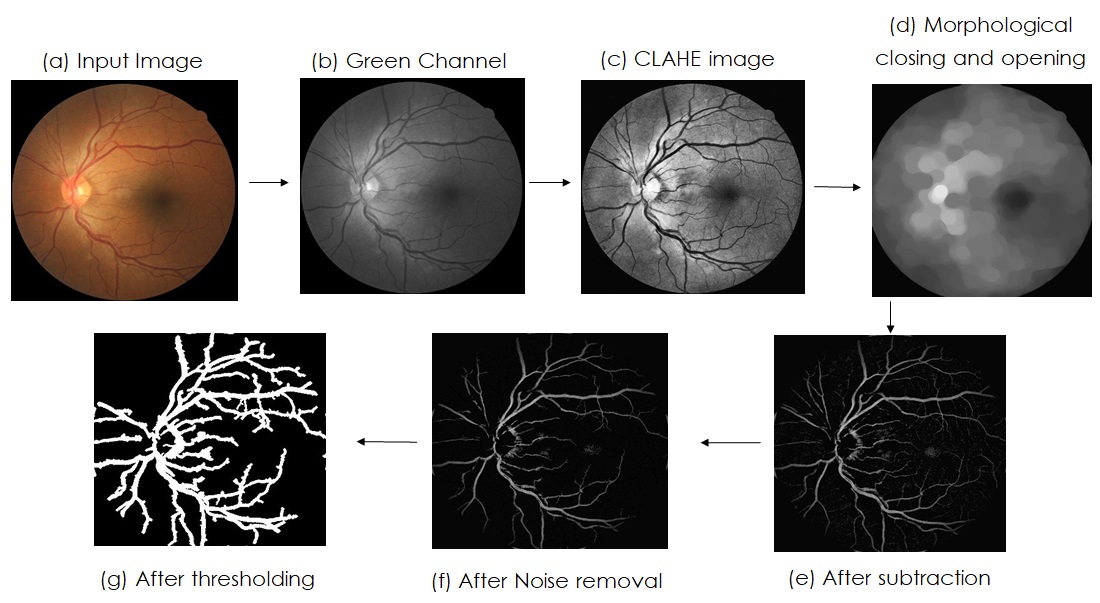 (a) Input Image
(b) Green Channel
(c) CLAHE image
(d) Morphological
closing and opening
(g) After thresholding
(f) After Noise removal
(e) After subtraction